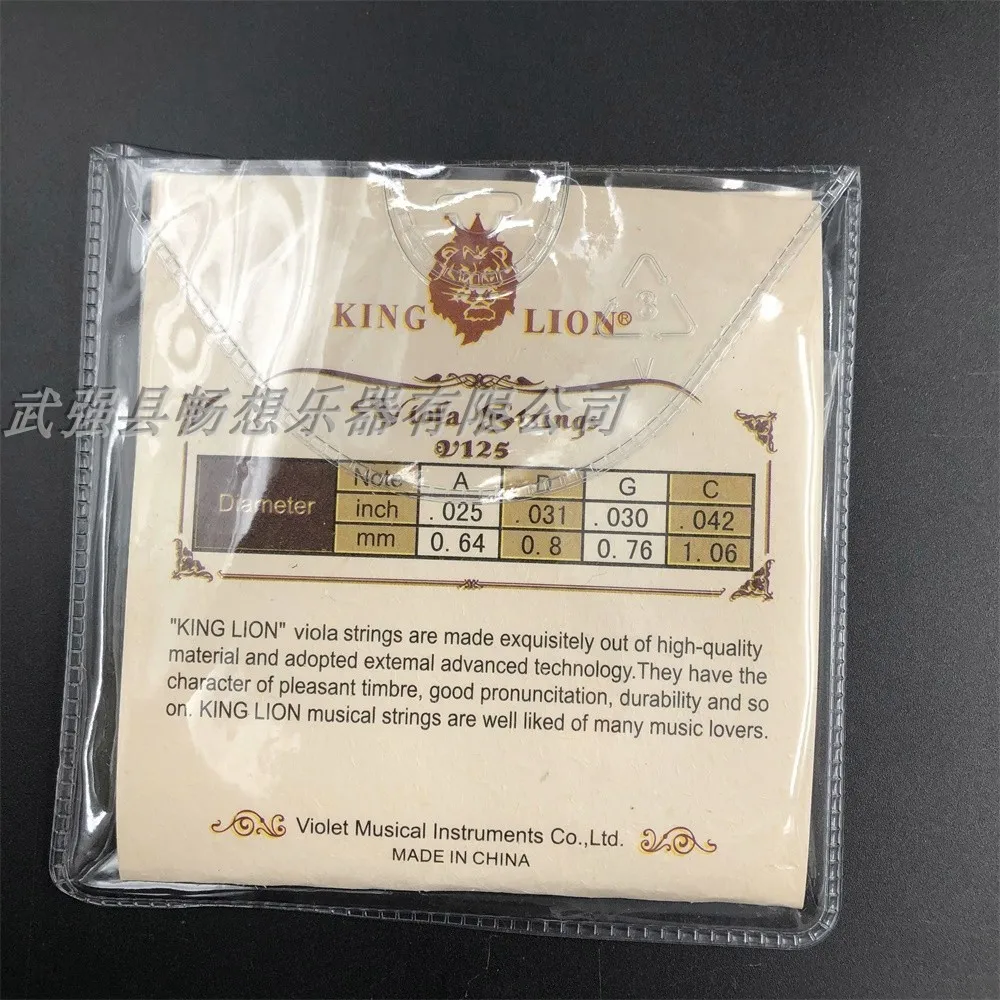 KING LION®
武强县畅想乐器有限公司
Viola Strings
V125
Diameter Note A D G C
inch .025 .031 .030 .042
mm 0.64 0.8 0.76 1.06
"KING LION" viola strings are made exquisitely out of high-quality
material and adopted extemal advanced technology.They have the
character of pleasant timbre, good pronuncitation, durability and so
on. KING LION musical strings are well liked of many music lovers.
Violet Musical Instruments Co.,Ltd.
MADE IN CHINA